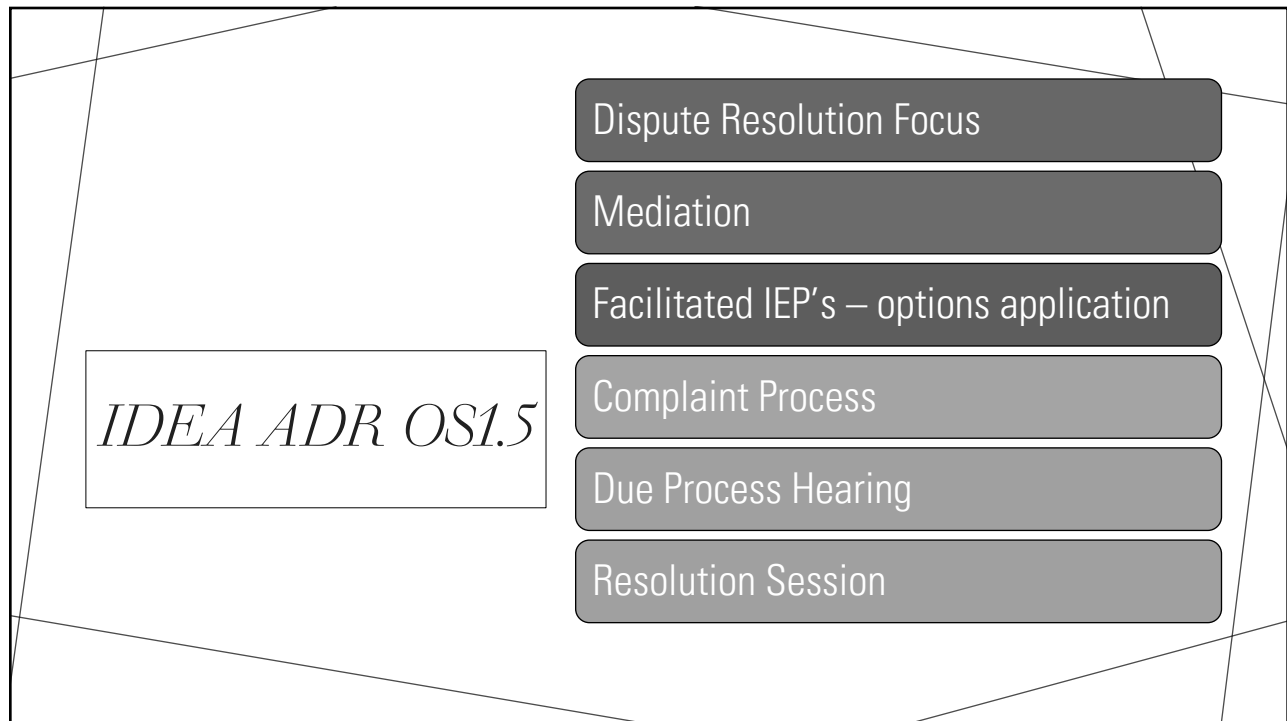 IDEA ADR OS1.5
Dispute Resolution Focus
Mediation
Facilitated IEP’s – options application
Complaint Process
Due Process Hearing
Resolution Session